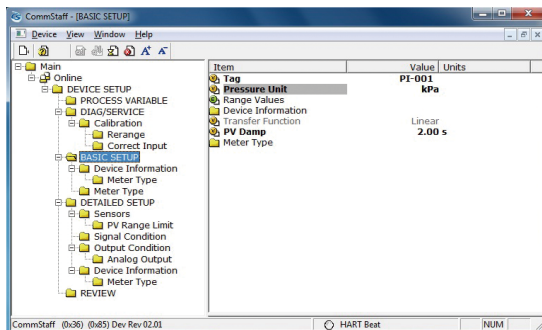 CommStaff - [BASIC SETUP]
Device View Window Help
Main
Online
DEVICE SETUP
PROCESS VARIABLE
DIAG/SERVICE
Calibration
Rerange
Correct Input
BASIC SETUP
Device Information
Meter Type
Meter Type
DETAILED SETUP
Sensors
PV Range Limit
Signal Condition
Output Condition
Analog Output
Device Information
Meter Type
REVIEW
Item Value Units
Tag PI-001
Pressure Unit kPa
Range Values
Device Information
Transfer Function Linear
PV Damp 2.00 s
Meter Type
CommStaff (0x36) (0x85) Dev Rev 02.01 HART Beat NUM